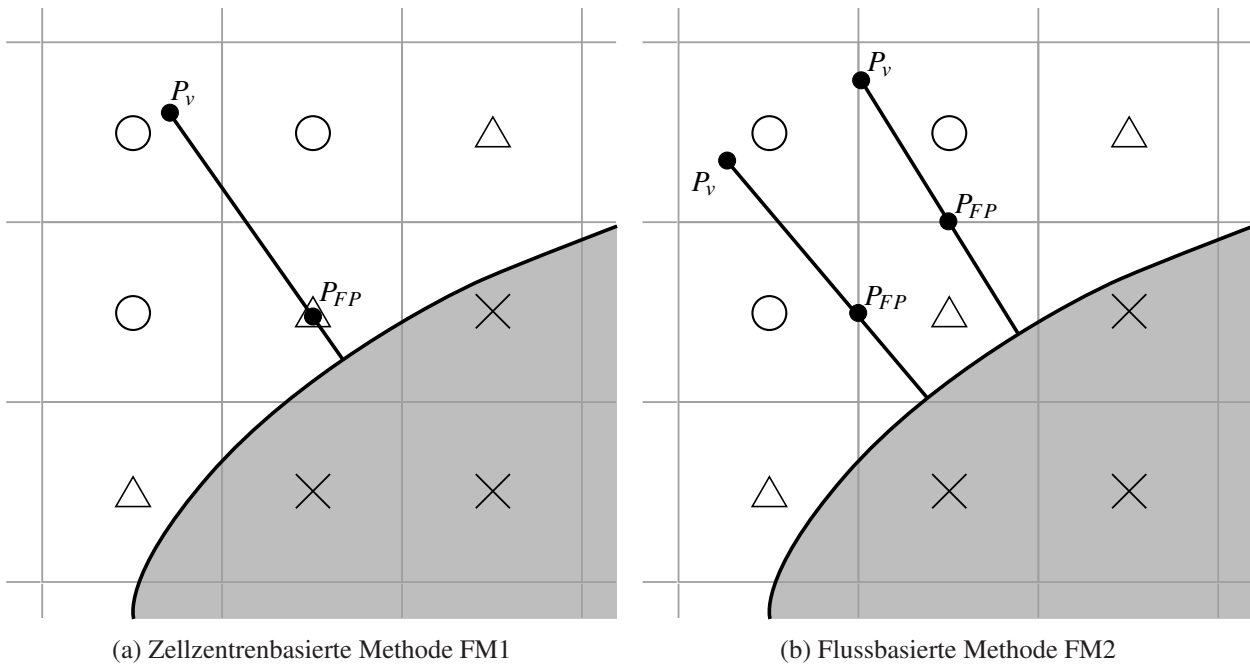 P_v
P_FP
(a) Zellzentrenbasierte Methode FM1
P_v
P_v
P_FP
P_FP
(b) Flussbasierte Methode FM2